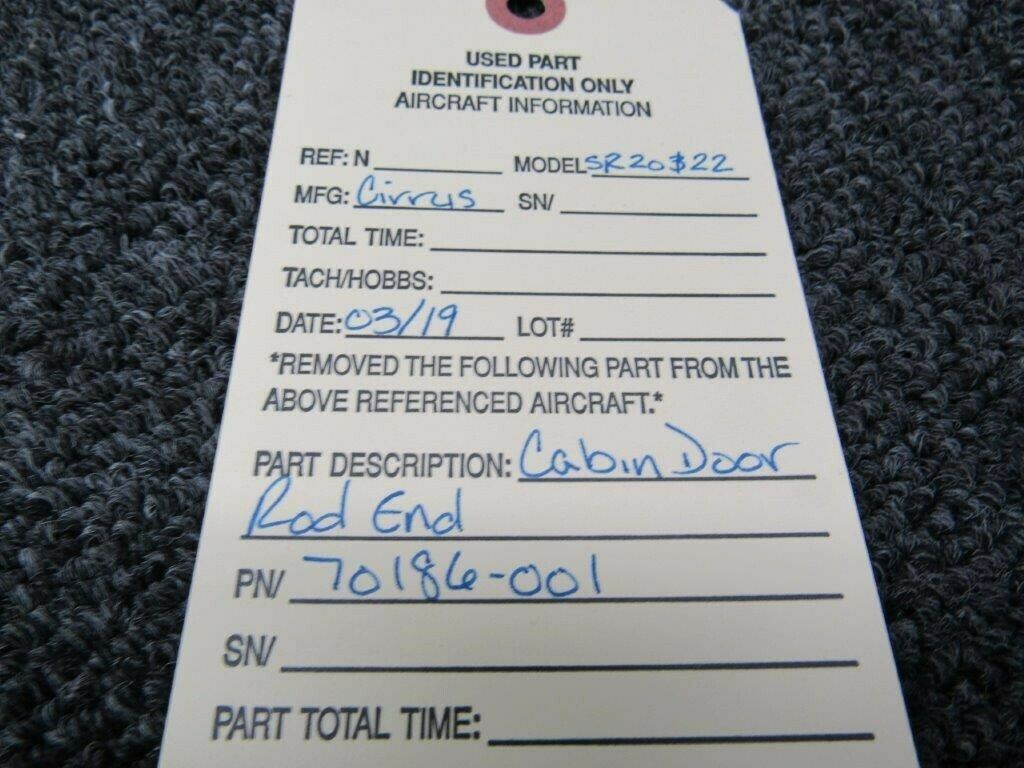 USED PART
IDENTIFICATION ONLY
AIRCRAFT INFORMATION
REF: N MODEL SR20 & 22
MFG: Cirrus SN/
TOTAL TIME:
TACH/HOBBS:
DATE: 03/19 LOT#
*REMOVED THE FOLLOWING PART FROM THE
ABOVE REFERENCED AIRCRAFT.*
PART DESCRIPTION: Cabin Door
Rod End
PN/ 70186-001
SN/
PART TOTAL TIME: